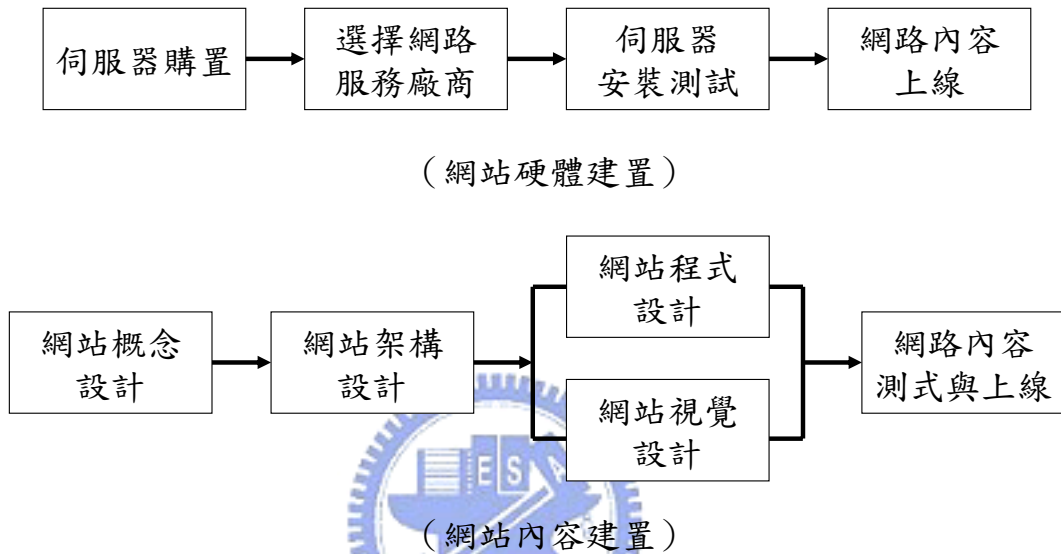 伺服器購置
選擇網路
服務廠商
伺服器
安裝測試
網路內容
上線
（網站硬體建置）
網站概念
設計
網站架構
設計
網站程式
設計
網站視覺
設計
網路內容
測式與上線
E S A
（網站內容建置）